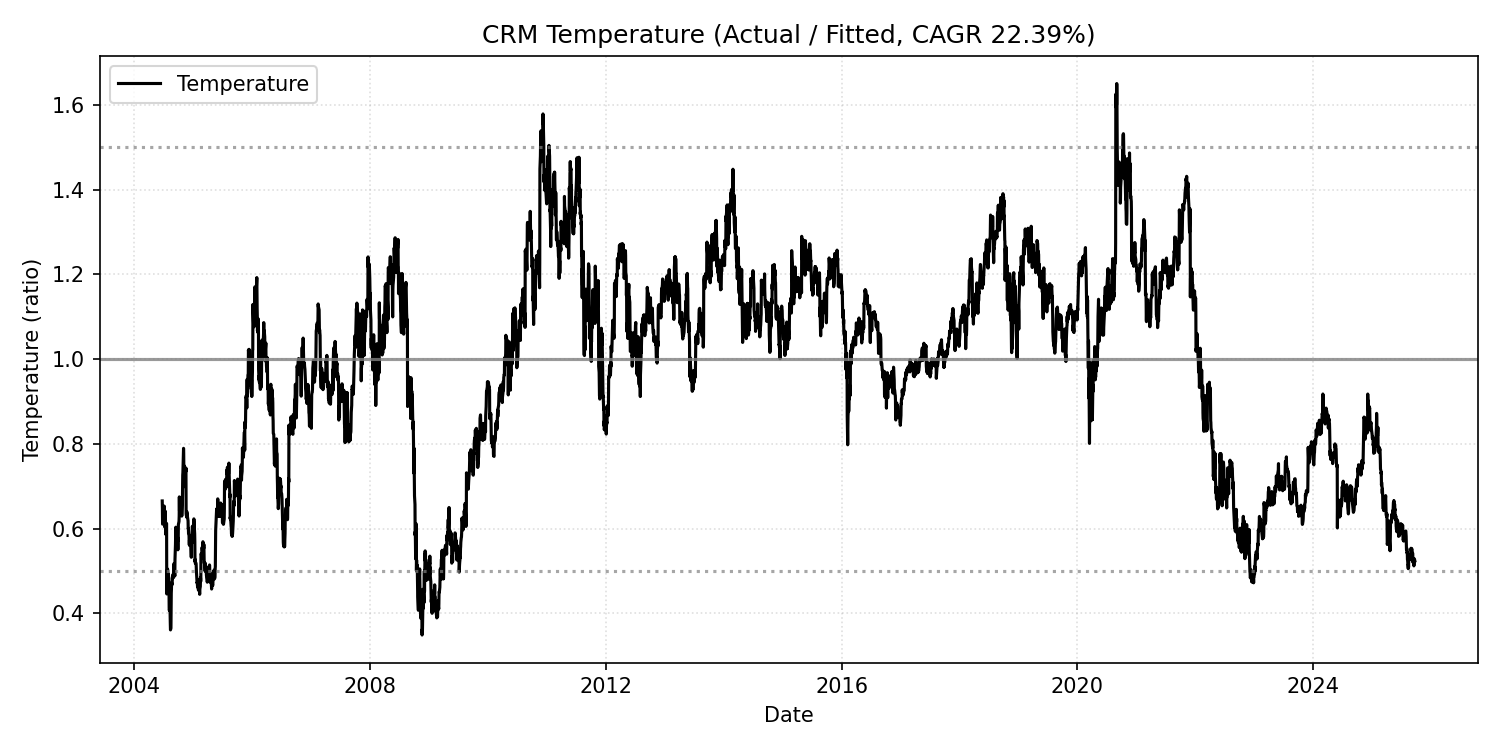 CRM Temperature (Actual / Fitted, CAGR 22.39%)
Temperature
Temperature (ratio)
1.6
1.4
1.2
1.0
0.8
0.6
0.4
2004 2008 2012 2016 2020 2024
Date